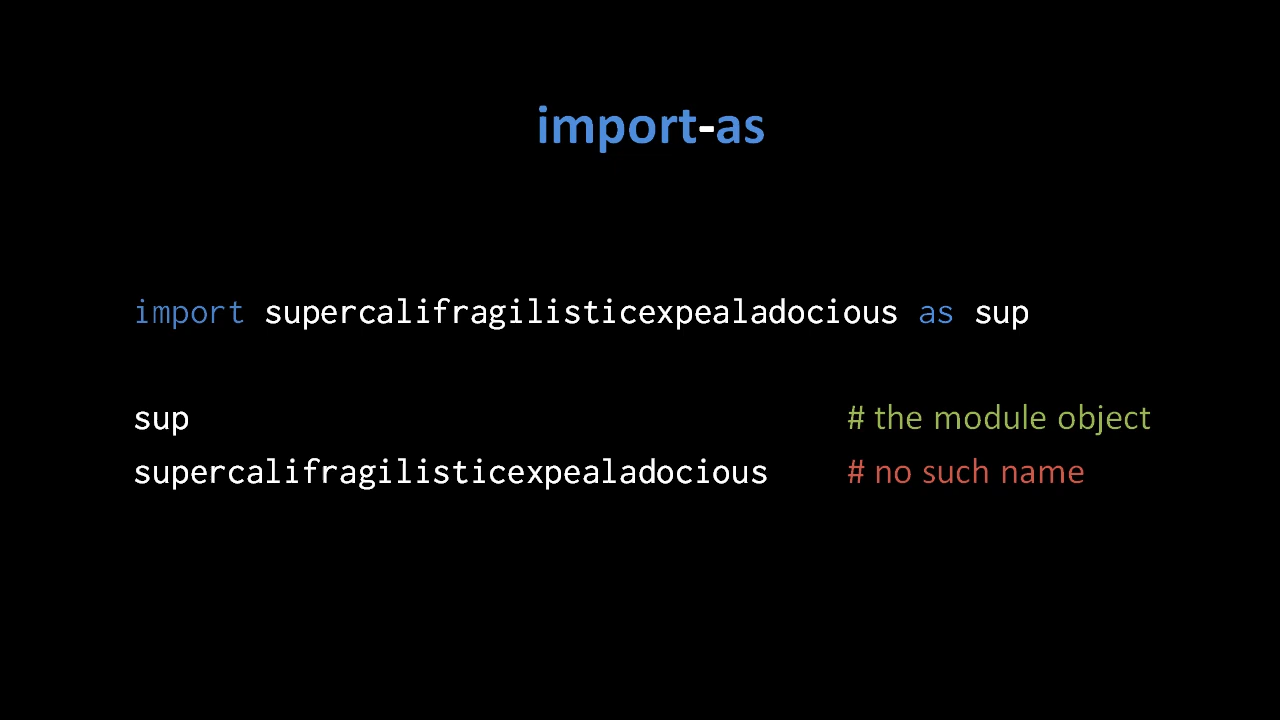 import-as
import supercalifragilisticexpealadocious as sup
sup # the module object
supercalifragilisticexpealadocious # no such name